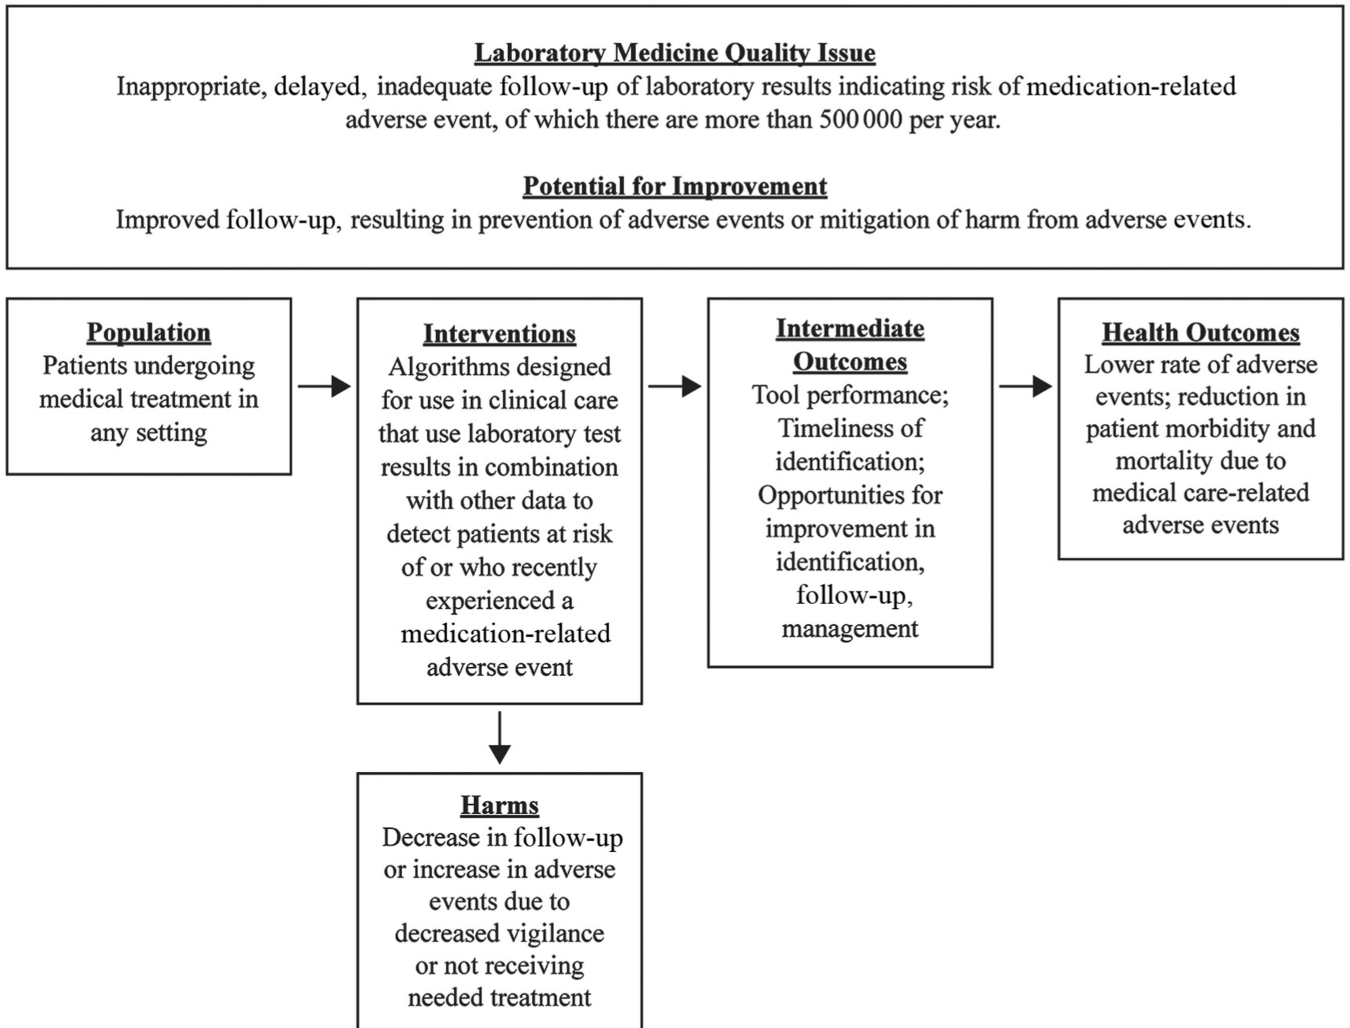 Laboratory Medicine Quality Issue
Inappropriate, delayed, inadequate follow-up of laboratory results indicating risk of medication-related
adverse event, of which there are more than 500 000 per year.
Potential for Improvement
Improved follow-up, resulting in prevention of adverse events or mitigation of harm from adverse events.
Population
Patients undergoing
medical treatment in
any setting
Interventions
Algorithms designed
for use in clinical care
that use laboratory test
results in combination
with other data to
detect patients at risk
of or who recently
experienced a
medication-related
adverse event
Intermediate
Outcomes
Tool performance;
Timeliness of
identification;
Opportunities for
improvement in
identification,
follow-up,
management
Health Outcomes
Lower rate of adverse
events; reduction in
patient morbidity and
mortality due to
medical care-related
adverse events
Harms
Decrease in follow-up
or increase in adverse
events due to
decreased vigilance
or not receiving
needed treatment